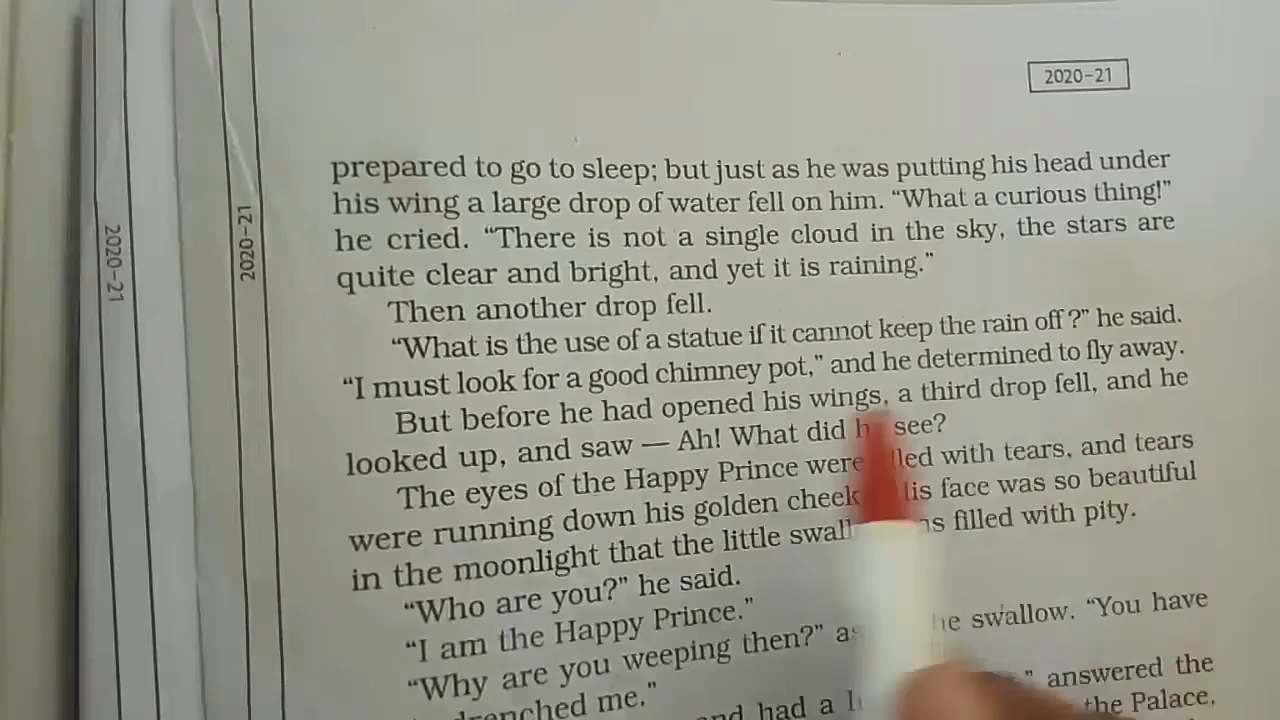 2020-21
2020-21
2020-21
prepared to go to sleep; but just as he was putting his head under
his wing a large drop of water fell on him. “What a curious thing!”
he cried. “There is not a single cloud in the sky, the stars are
quite clear and bright, and yet it is raining.”
Then another drop fell.
“What is the use of a statue if it cannot keep the rain off?” he said.
“I must look for a good chimney pot,” and he determined to fly away.
But before he had opened his wings, a third drop fell, and he
looked up, and saw — Ah! What did see?
The eyes of the Happy Prince were with tears, and tears
were running down his golden face was so beautiful
in the moonlight that the little filled with pity.
“Who are you?” he said.
“I am the Happy Prince.”
“Why are you weeping then?” swallow. “You have
drenched me.”
had a answered the
the Palace,